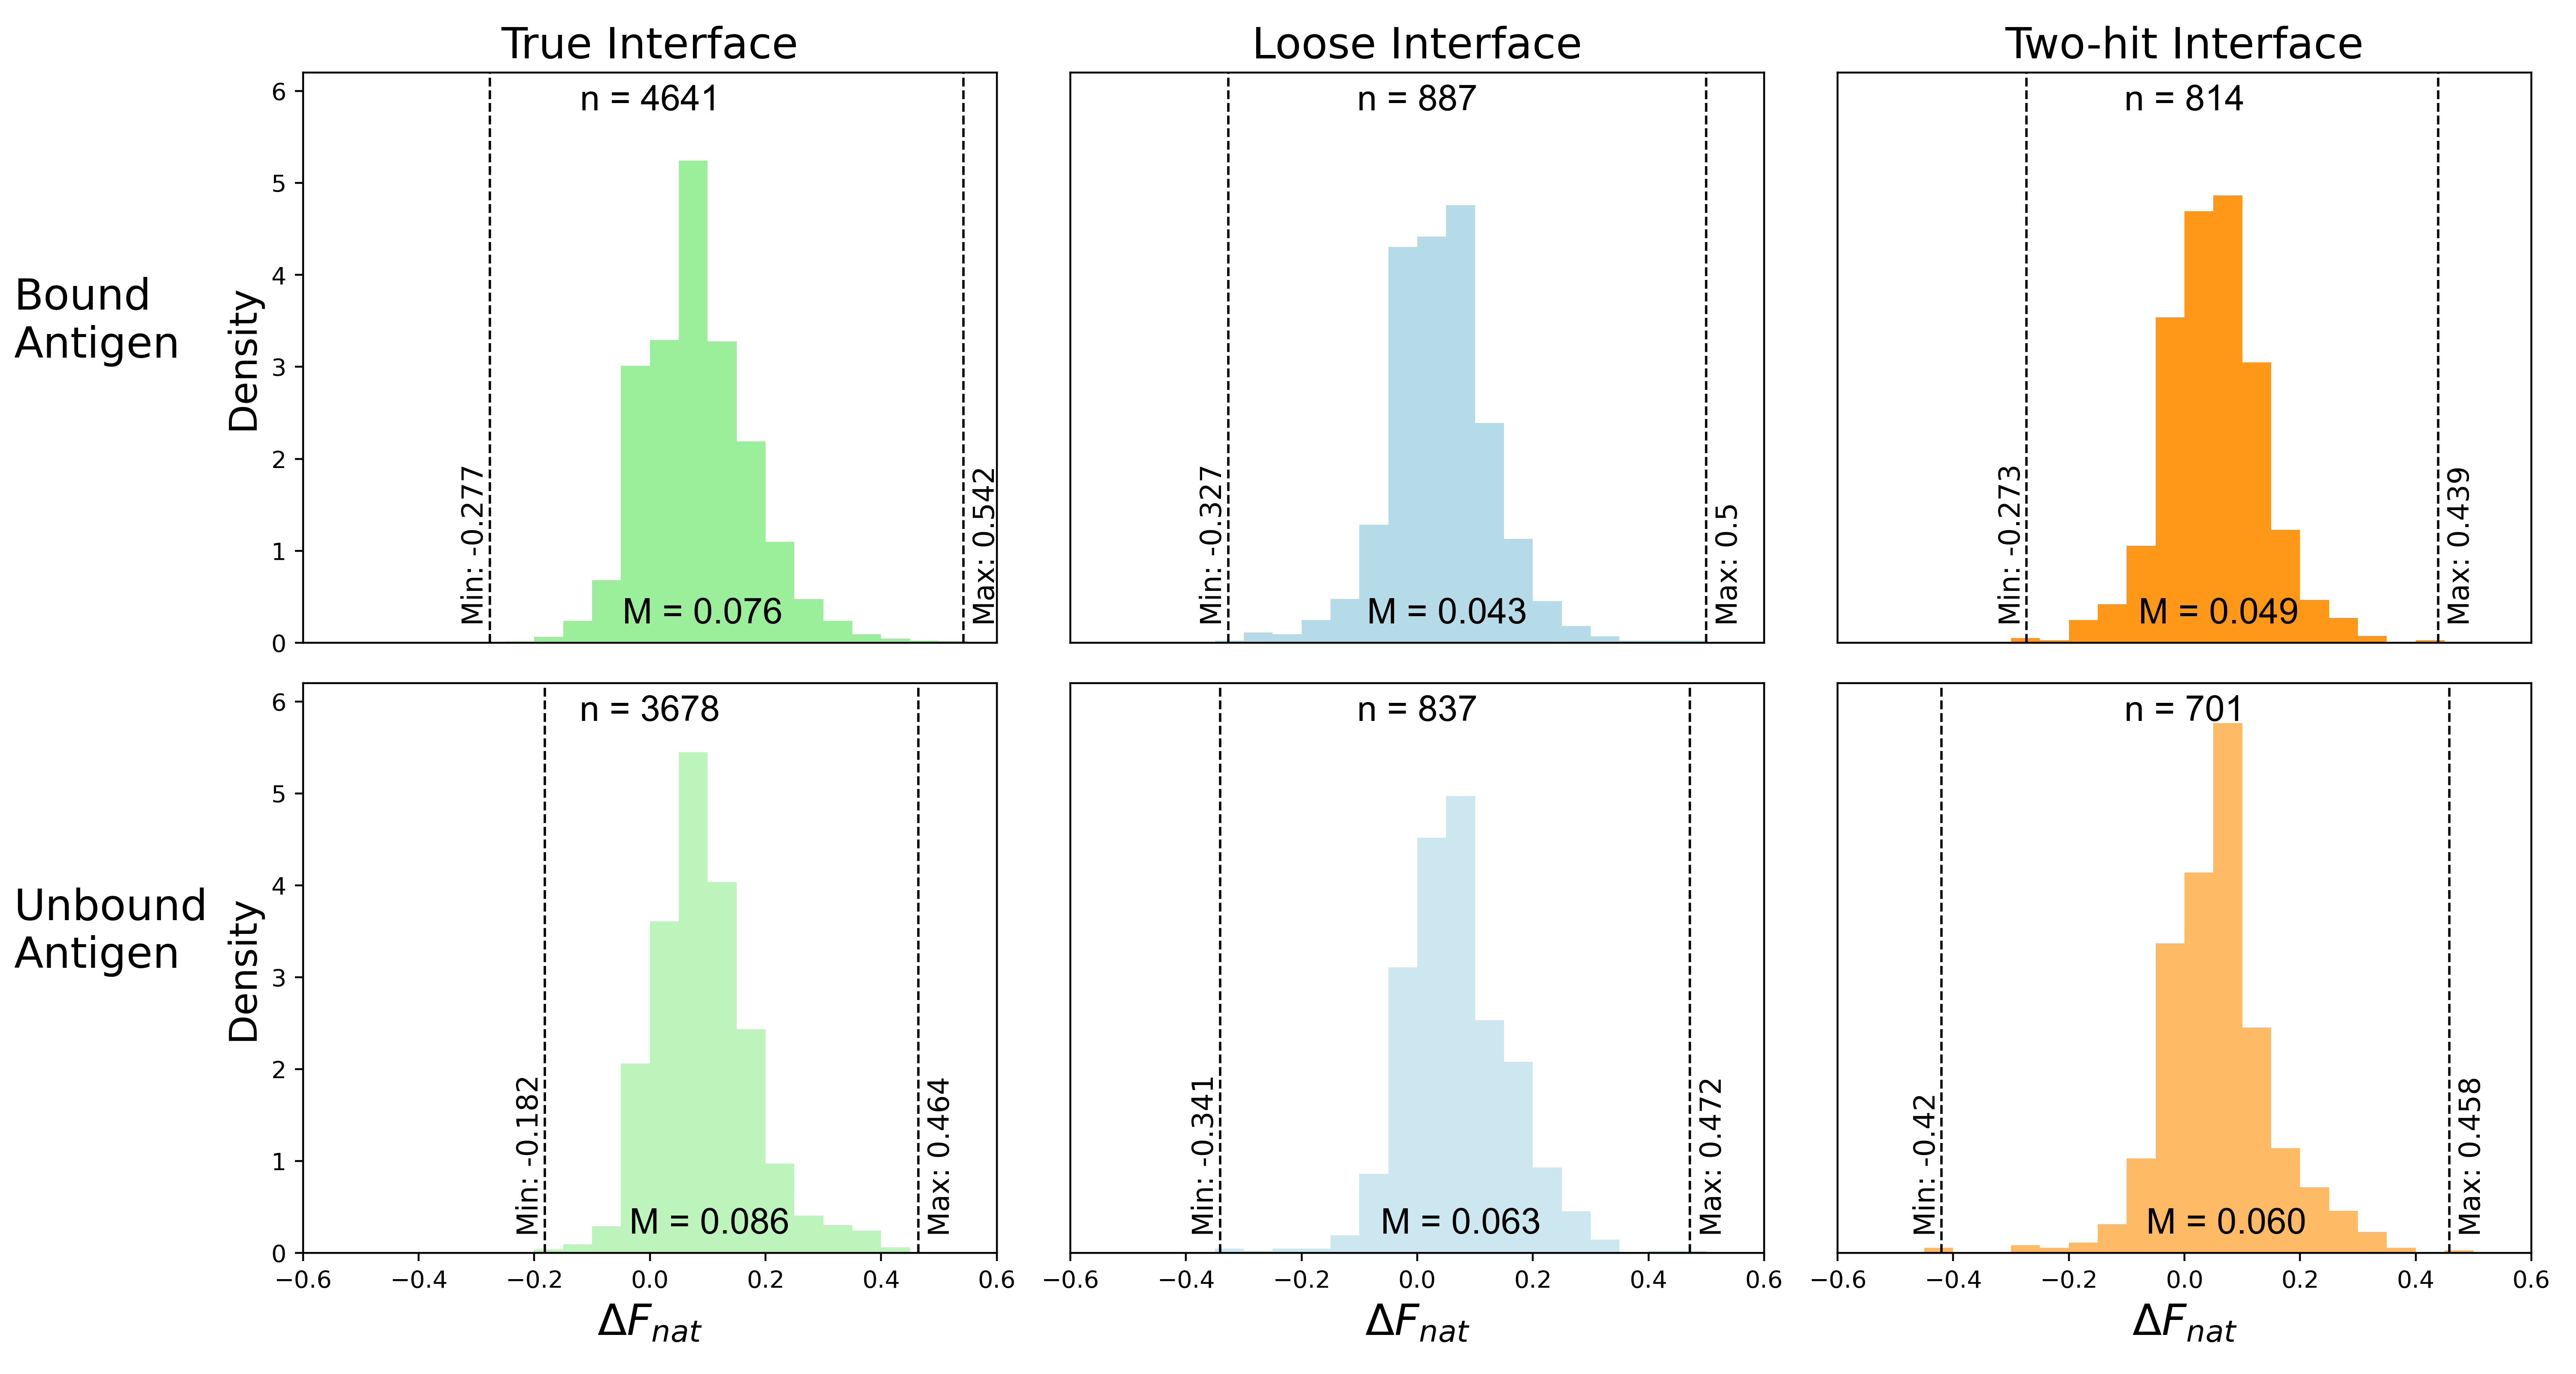 True Interface
Loose Interface
Two-hit Interface
Bound
Antigen
Density
6
5
4
3
2
1
0
n = 4641
Min: -0.277
Max: 0.542
M = 0.076
n = 887
Min: -0.327
Max: 0.5
M = 0.043
n = 814
Min: -0.273
Max: 0.439
M = 0.049
Unbound
Antigen
Density
6
5
4
3
2
1
0
n = 3678
Min: -0.182
Max: 0.464
M = 0.086
n = 837
Min: -0.341
Max: 0.472
M = 0.063
n = 701
Min: -0.42
Max: 0.458
M = 0.060
−0.6 −0.4 −0.2 0.0 0.2 0.4 0.6
−0.6 −0.4 −0.2 0.0 0.2 0.4 0.6
−0.6 −0.4 −0.2 0.0 0.2 0.4 0.6
ΔFnat
ΔFnat
ΔFnat